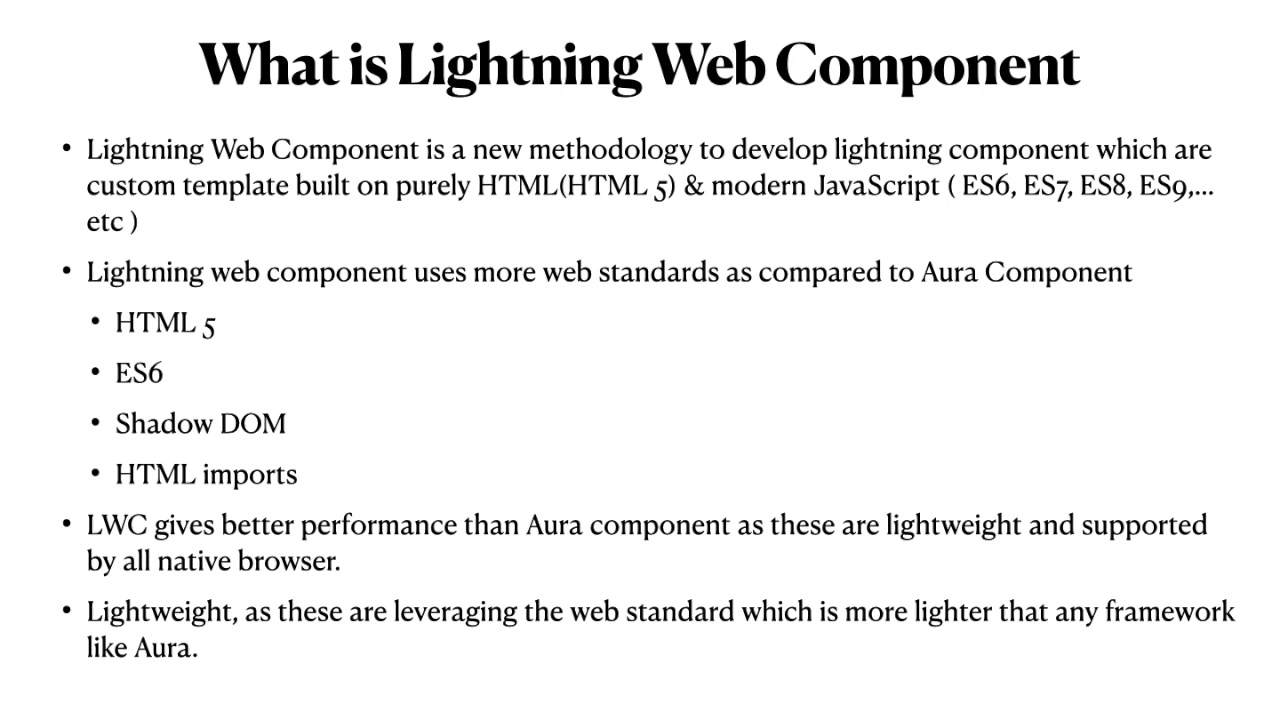 What is Lightning Web Component
• Lightning Web Component is a new methodology to develop lightning component which are
custom template built on purely HTML(HTML 5) & modern JavaScript ( ES6, ES7, ES8, ES9,...
etc )
• Lightning web component uses more web standards as compared to Aura Component
• HTML 5
• ES6
• Shadow DOM
• HTML imports
• LWC gives better performance than Aura component as these are lightweight and supported
by all native browser.
• Lightweight, as these are leveraging the web standard which is more lighter that any framework
like Aura.